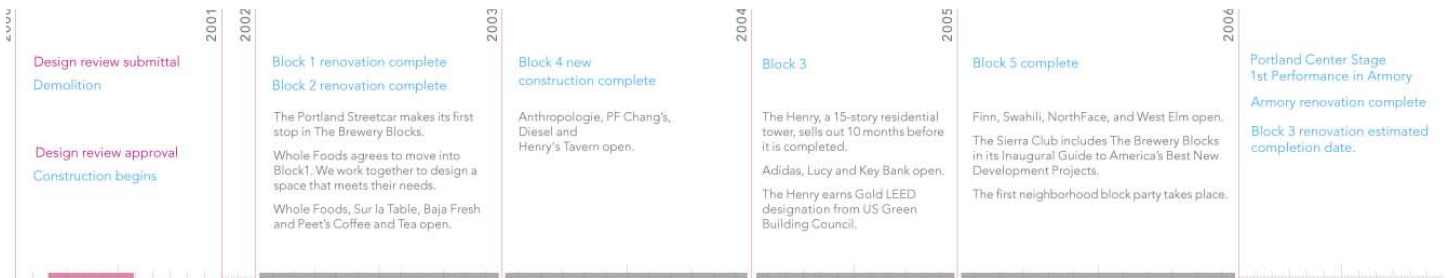 2001
2002
2003
2004
2005
2006
Design review submittal
Demolition
Design review approval
Construction begins
Block 1 renovation complete
Block 2 renovation complete
The Portland Streetcar makes its first
stop in The Brewery Blocks.
Whole Foods agrees to move into
Block1. We work together to design a
space that meets their needs.
Whole Foods, Sur la Table, Baja Fresh
and Peet's Coffee and Tea open.
Block 4 new
construction complete
Anthropologie, PF Chang's,
Diesel and
Henry's Tavern open.
Block 3
The Henry, a 15-story residential
tower, sells out 10 months before
it is completed.
Adidas, Lucy and Key Bank open.
The Henry earns Gold LEED
designation from US Green
Building Council.
Block 5 complete
Finn, Swahili, NorthFace, and West Elm open.
The Sierra Club includes The Brewery Blocks
in its Inaugural Guide to America's Best New
Development Projects.
The first neighborhood block party takes place.
Portland Center Stage
1st Performance in Armory
Armory renovation complete
Block 3 renovation estimated
completion date.